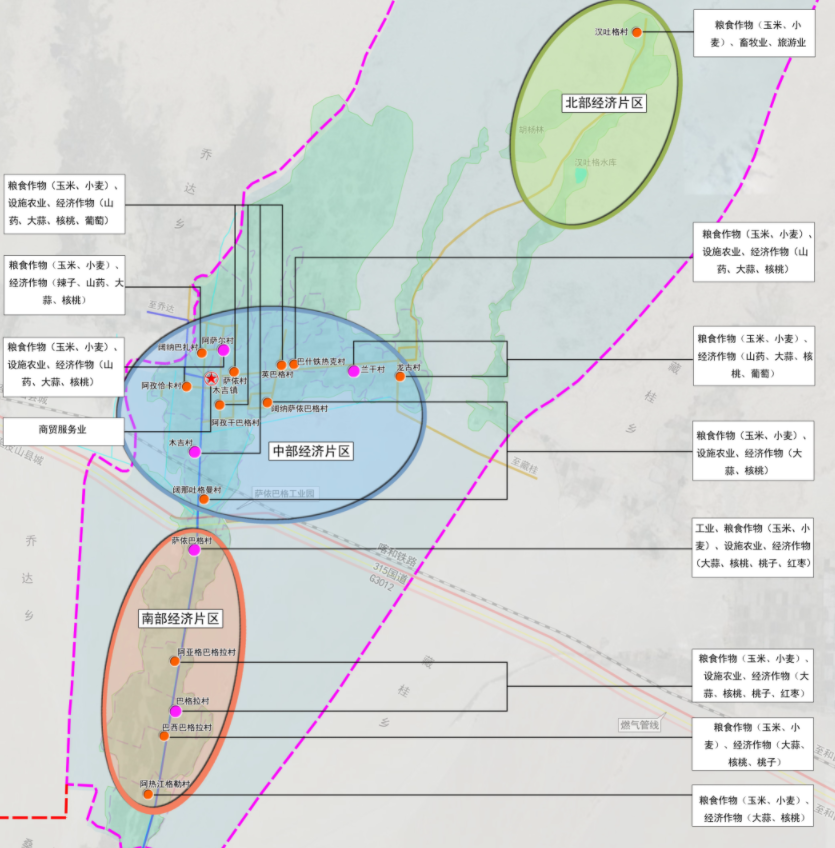 汉吐格村
粮食作物（玉米、小
麦）、畜牧业、旅游业
北部经济片区
胡杨林
汉吐格水库
乔
达
乡
粮食作物（玉米、小麦）、
设施农业、经济作物（山
药、大蒜、核桃、葡萄）
粮食作物（玉米、小麦）、
设施农业、经济作物（山
药、大蒜、核桃）
粮食作物（玉米、小麦）、
经济作物（辣子、山药、大
蒜、核桃）
至乔达
粮食作物（玉米、小麦）、
设施农业、经济作物（山
药、大蒜、核桃）
阔纳巴扎村
阿萨尔村
英巴格村
巴什铁热克村
兰干村
龙古村
粮食作物（玉米、小麦）、
经济作物（山药、大蒜、核
桃、葡萄）
阿孜伯卡村
萨依村
木吉镇
阔纳萨依巴格村
阿孜干巴格村
商贸服务业
木吉村
中部经济片区
藏
桂
乡
至藏桂
粮食作物（玉米、小麦）、
设施农业、经济作物（大
蒜、核桃）
阔那吐格曼村
萨依巴格工业园
萨依巴格村
喀和铁路
315国道
G3012
工业、粮食作物（玉米、小
麦）、设施农业、经济作物
（大蒜、核桃、桃子、红枣）
乔
达
乡
南部经济片区
阿亚格巴格拉村
巴格拉村
巴西巴格拉村
藏
桂
乡
粮食作物（玉米、小麦）、
设施农业、经济作物（大
蒜、核桃、桃子、红枣）
燃气管线
粮食作物（玉米、小
麦）、经济作物（大蒜、
核桃、桃子）
阿热江格勒村
粮食作物（玉米、小麦）、
经济作物（大蒜、核桃）
桑